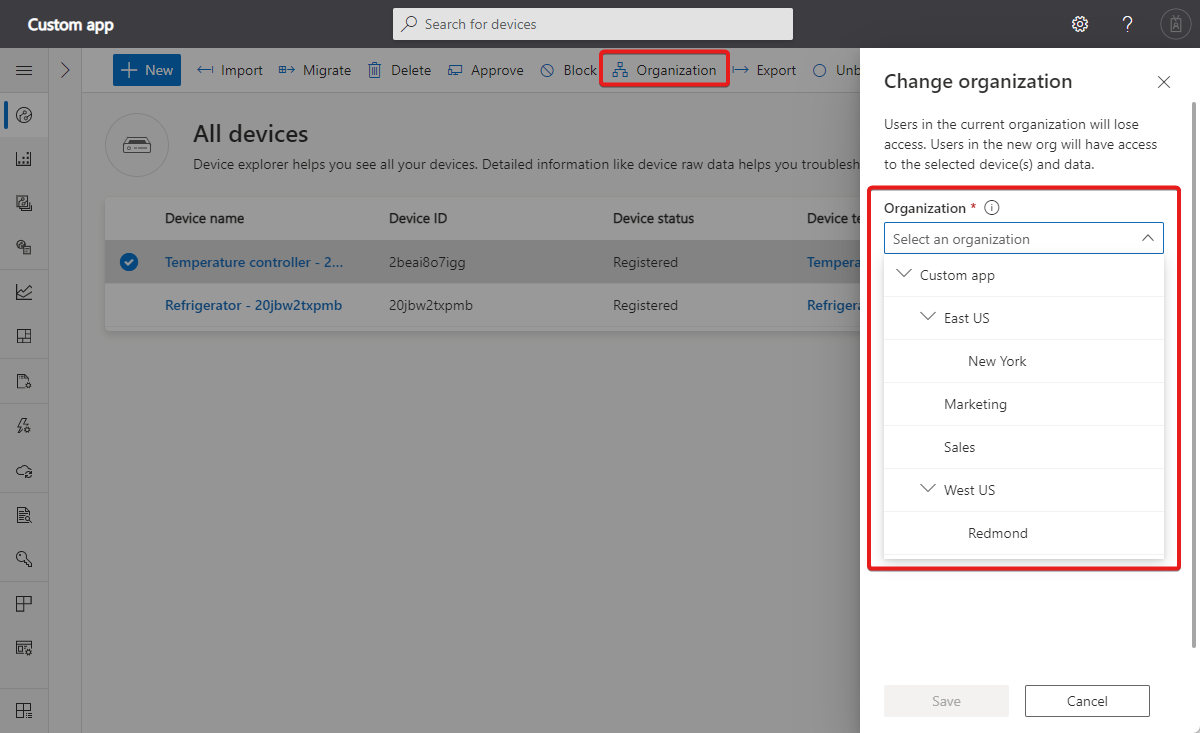 Custom app
Search for devices
?
New Import Migrate Delete Approve Block Organization Export Unb
All devices
Device explorer helps you see all your devices. Detailed information like device raw data helps you troublesh
Device name Device ID Device status Device te
Temperature controller - 2... 2beai8o7igg Registered Tempera
Refrigerator - 20jbw2txpmb 20jbw2txpmb Registered Refriger
Change organization
Users in the current organization will lose
access. Users in the new org will have access
to the selected device(s) and data.
Organization *
Select an organization
Custom app
East US
New York
Marketing
Sales
West US
Redmond
Save Cancel